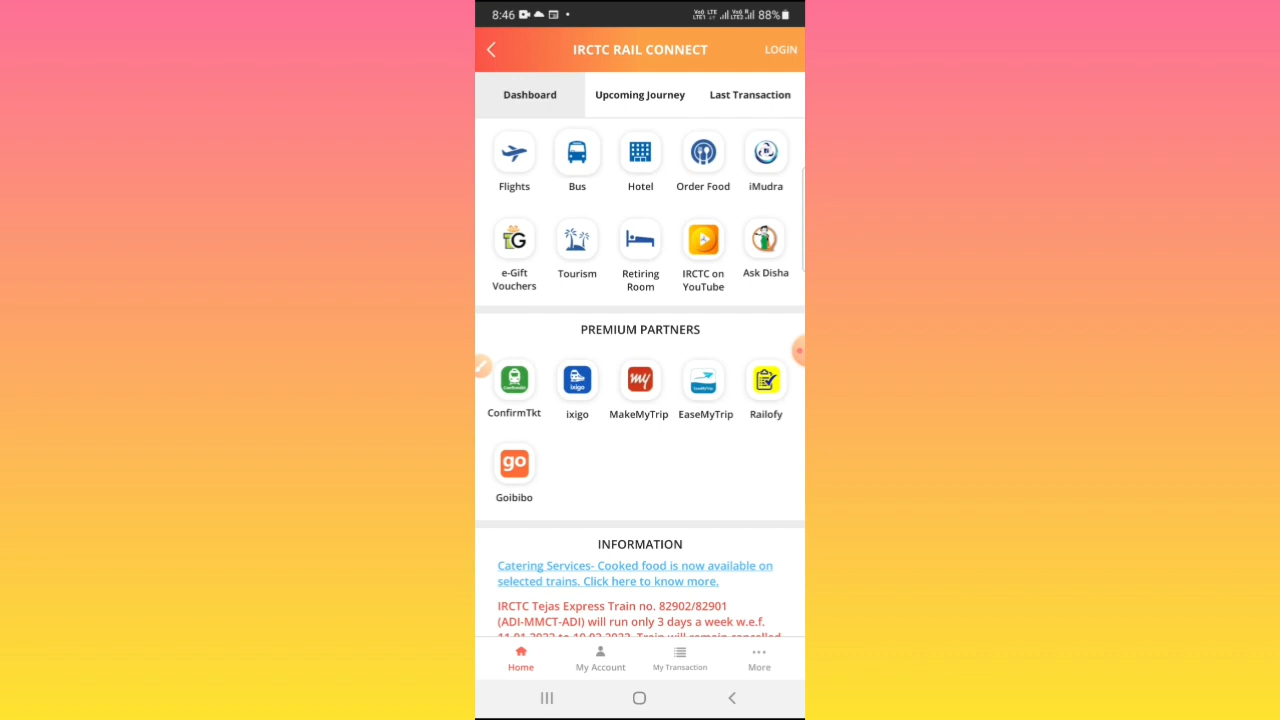 8:46 88%
IRCTC RAIL CONNECT LOGIN
Dashboard Upcoming Journey Last Transaction
Flights Bus Hotel Order Food iMudra
G
e-Gift Vouchers Tourism Retiring Room IRCTC on YouTube Ask Disha
PREMIUM PARTNERS
ixigo my
ConfirmTkt ixigo MakeMyTrip EaseMyTrip Railofy
go
Goibibo
INFORMATION
Catering Services- Cooked food is now available on
selected trains. Click here to know more.
IRCTC Tejas Express Train no. 82902/82901
(ADI-MMCT-ADI) will run only 3 days a week w.e.f.
Home My Account My Transaction More